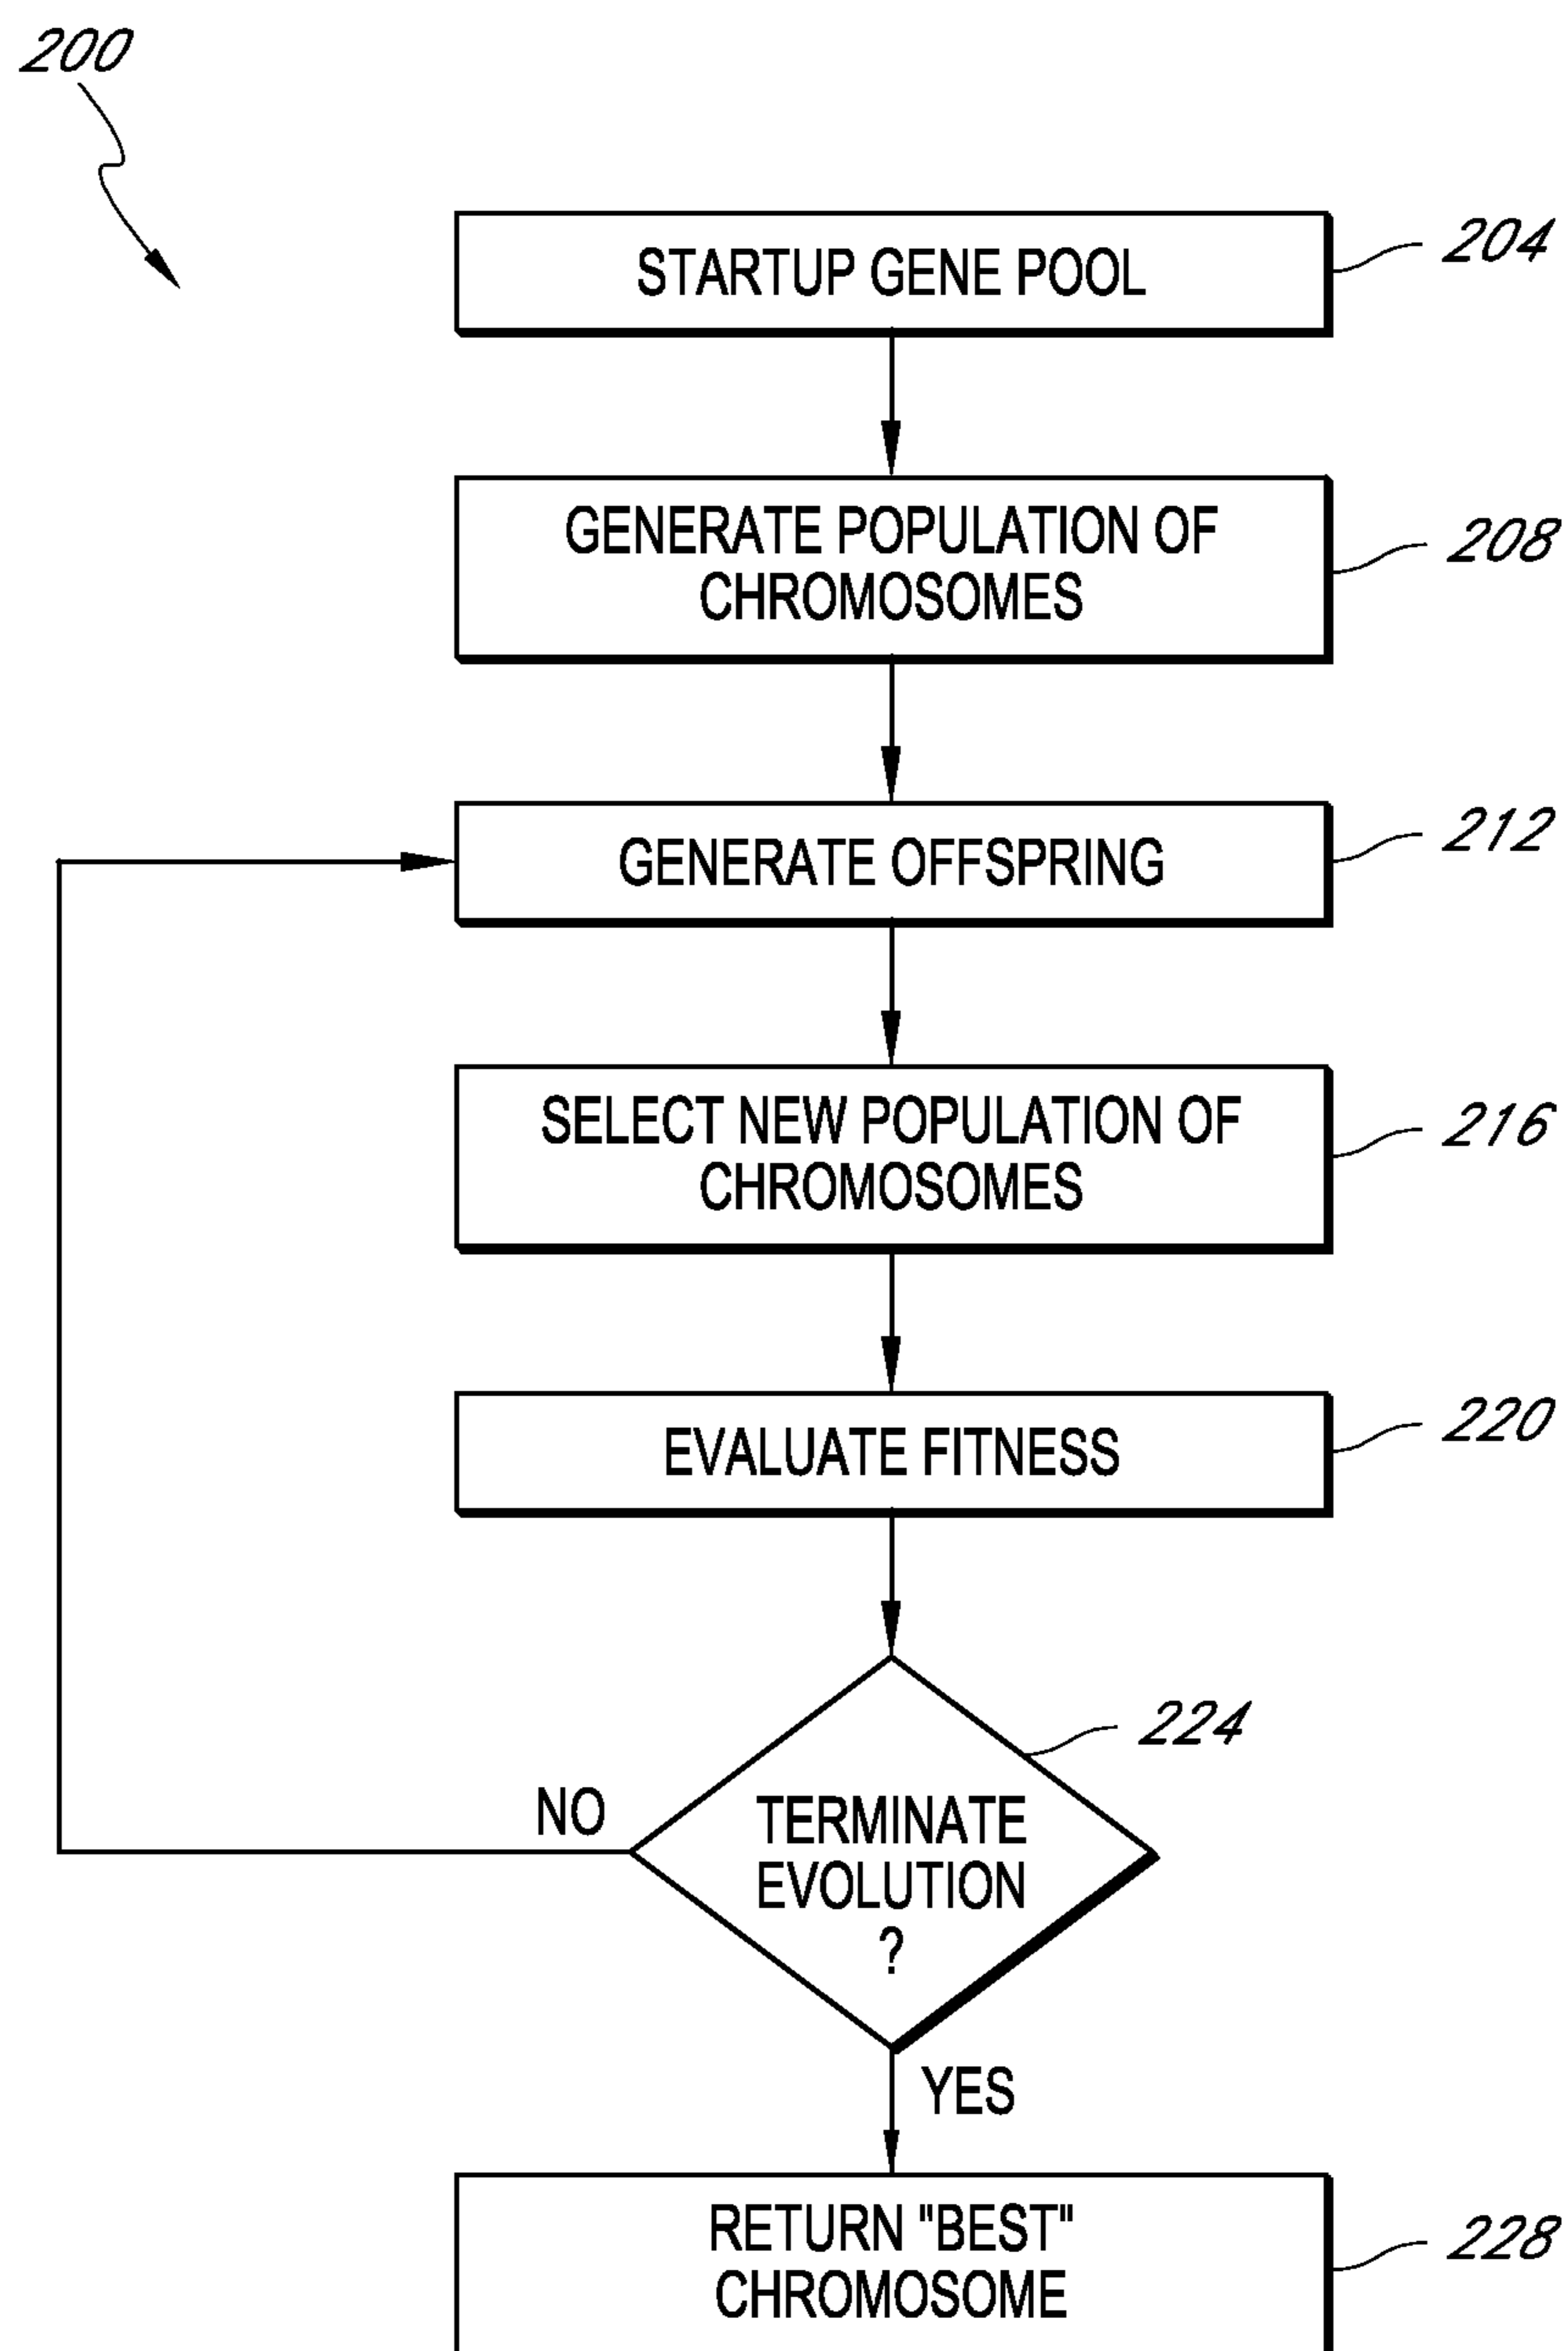 200
STARTUP GENE POOL
204
GENERATE POPULATION OF
CHROMOSOMES
208
GENERATE OFFSPRING
212
SELECT NEW POPULATION OF
CHROMOSOMES
216
EVALUATE FITNESS
220
224
NO
TERMINATE
EVOLUTION
?
YES
RETURN "BEST"
CHROMOSOME
228